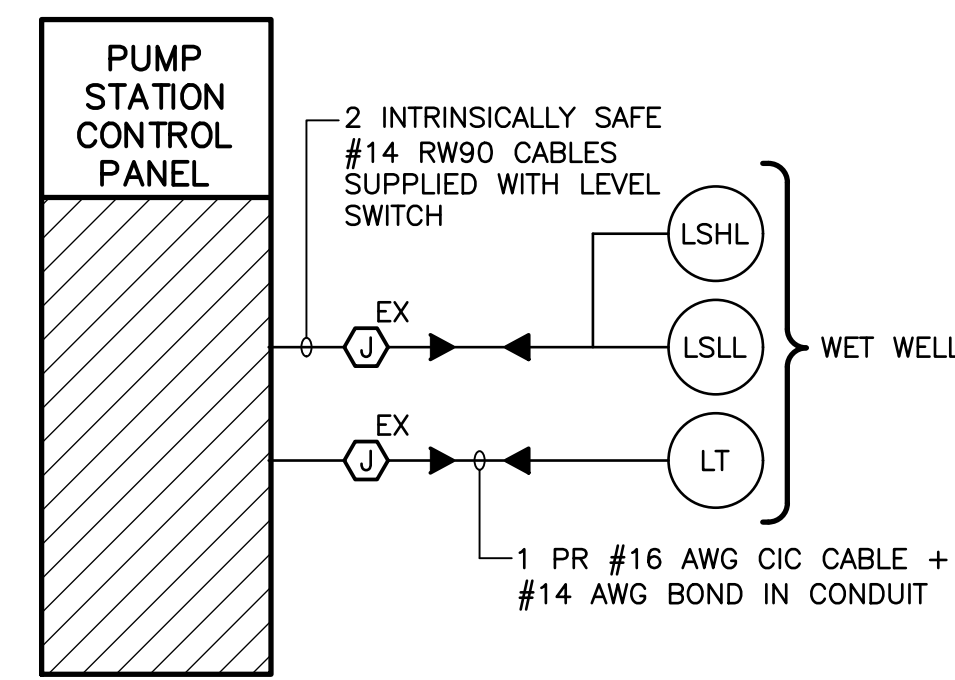 PUMP
STATION
CONTROL
PANEL
2 INTRINSICALLY SAFE
#14 RW90 CABLES
SUPPLIED WITH LEVEL
SWITCH
LSHL
EX
J
LSLL
WET WELL
EX
J
LT
1 PR #16 AWG CIC CABLE +
#14 AWG BOND IN CONDUIT